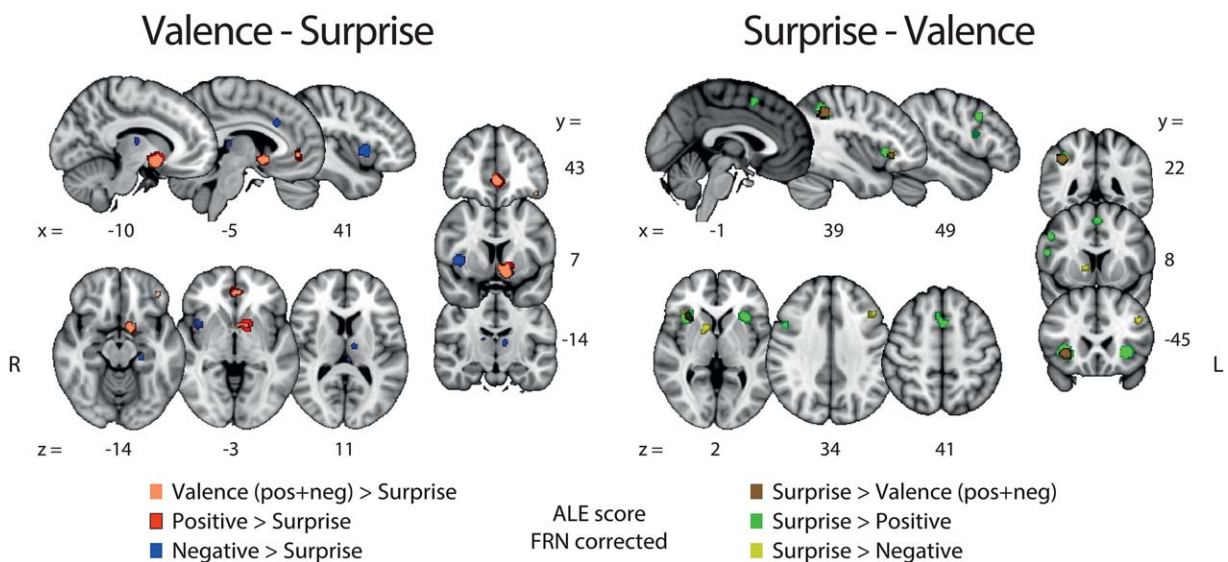 Valence - Surprise
y =
43
7
-14
x = -10 -5 41
R
z = -14 -3 11
Valence (pos+neg) > Surprise
Positive > Surprise
Negative > Surprise
ALE score
FRN corrected
Surprise - Valence
y =
22
8
-45
x = -1 39 49
L
z = 2 34 41
Surprise > Valence (pos+neg)
Surprise > Positive
Surprise > Negative